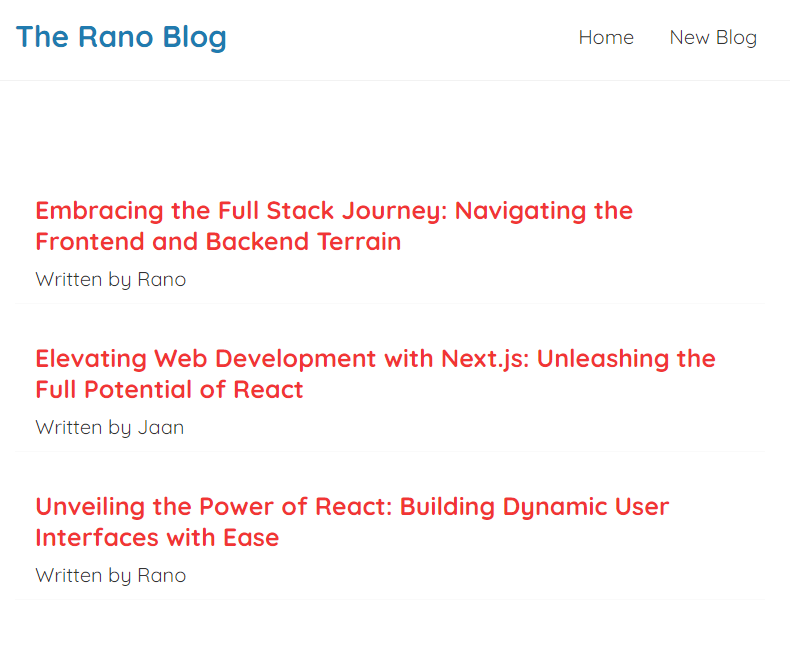 The Rano Blog
Home
New Blog
Embracing the Full Stack Journey: Navigating the
Frontend and Backend Terrain
Written by Rano
Elevating Web Development with Next.js: Unleashing the
Full Potential of React
Written by Jaan
Unveiling the Power of React: Building Dynamic User
Interfaces with Ease
Written by Rano